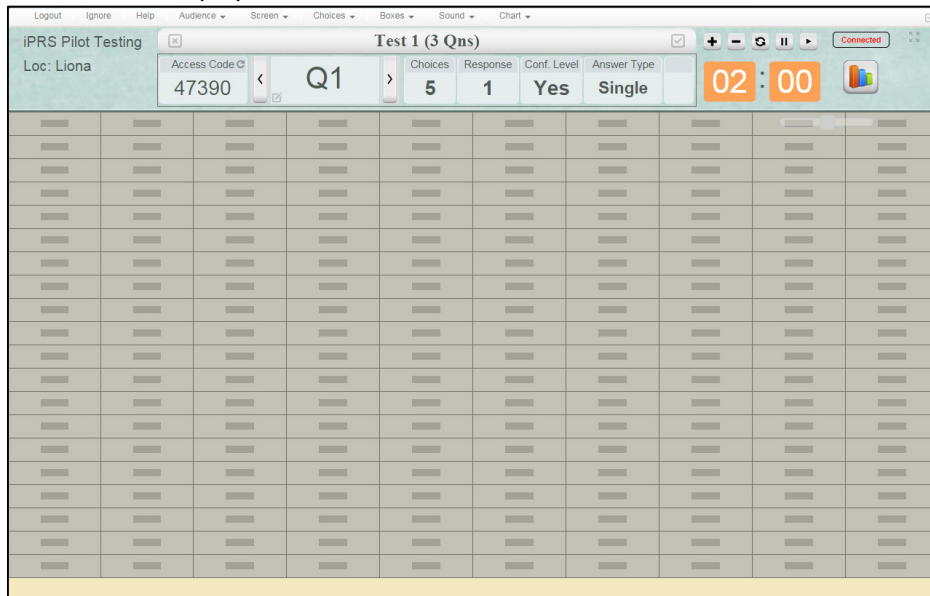 Logout Ignore Help Audience Screen Choices Boxes Sound Chart
iPRS Pilot Testing
Loc: Liona
Test 1 (3 Qns)
Connected
Access Code
47390
Q1
Choices
5
Response
1
Conf. Level
Yes
Answer Type
Single
02 : 00